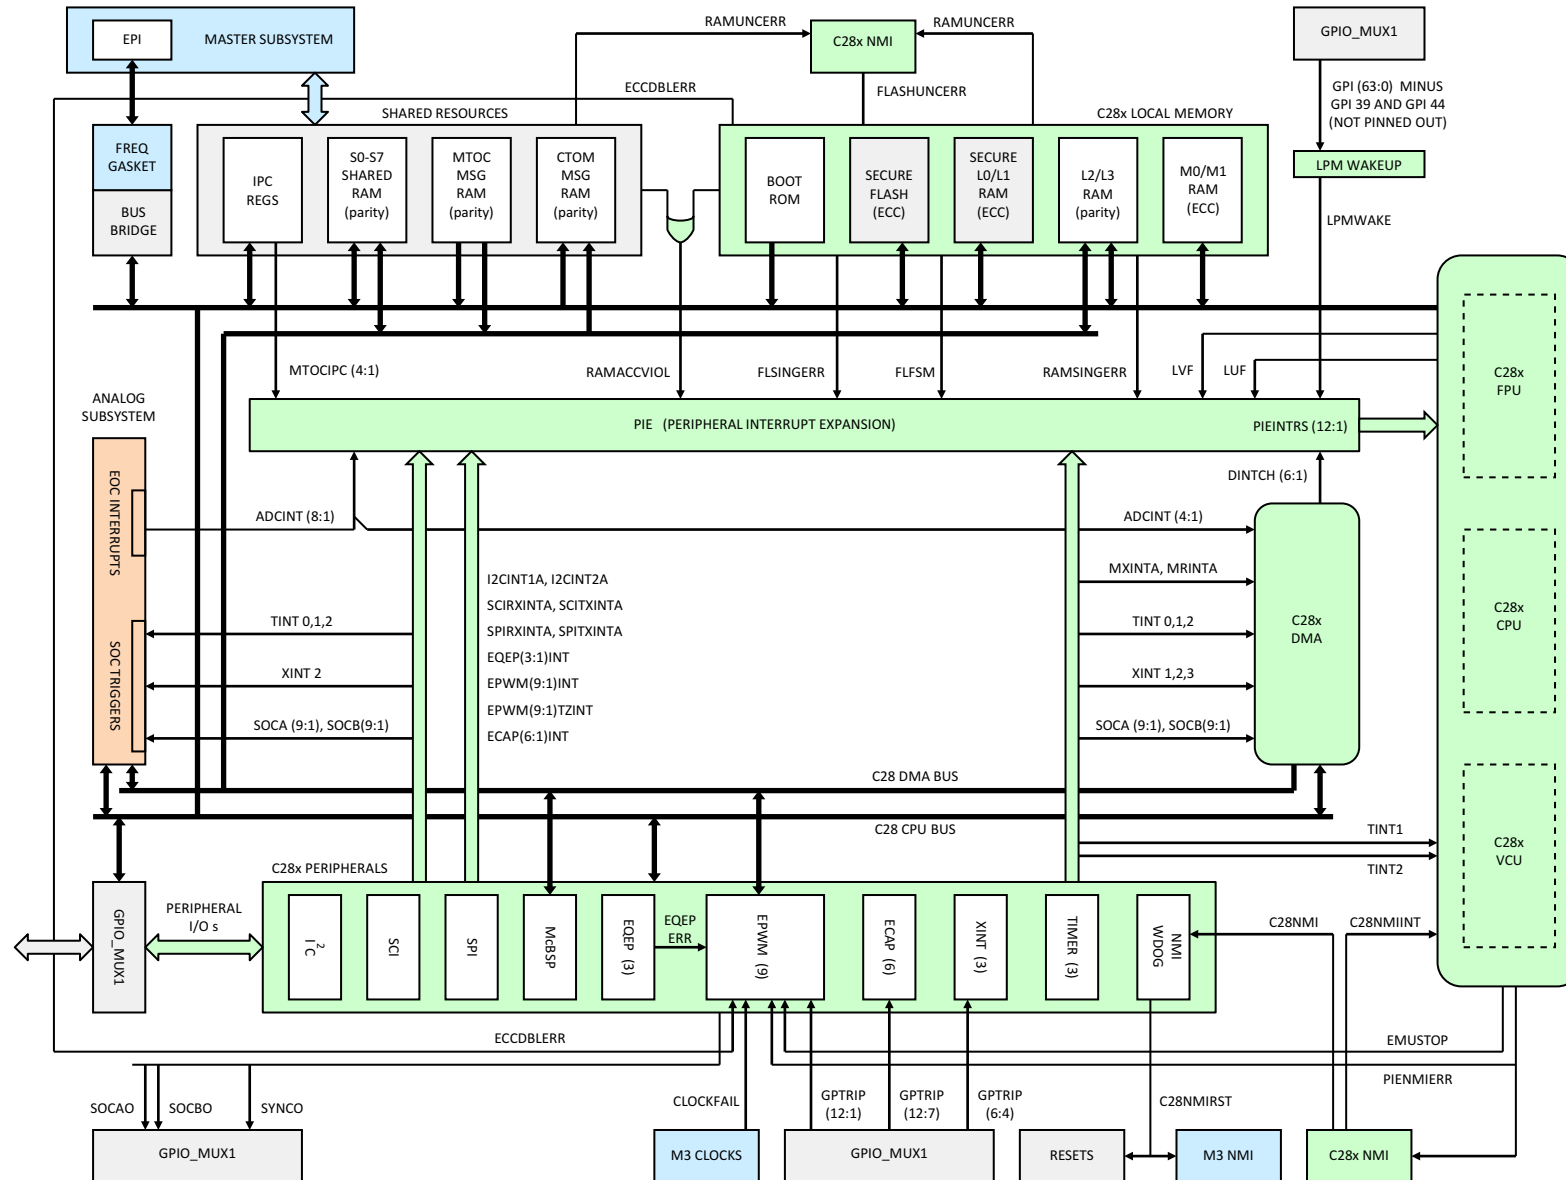 EPI
MASTER SUBSYSTEM
RAMUNCERR
C28x NMI
RAMUNCERR
GPIO_MUX1
ECCDBLERR
FLASHUNCERR
GPI (63:0) MINUS
GPI 39 AND GPI 44
(NOT PINNED OUT)
SHARED RESOURCES
C28x LOCAL MEMORY
FREQ
GASKET
BUS
BRIDGE
IPC
REGS
S0-S7
SHARED
RAM
(parity)
MTOC
MSG
RAM
(parity)
CTOM
MSG
RAM
(parity)
BOOT
ROM
SECURE
FLASH
(ECC)
SECURE
L0/L1
RAM
(ECC)
L2/L3
RAM
(parity)
M0/M1
RAM
(ECC)
LPM WAKEUP
LPMWAKE
MTOCIPC (4:1)
RAMACCVIOL
FLSINGERR
FLFSM
RAMSINGERR
LVF
LUF
C28x
FPU
ANALOG
SUBSYSTEM
PIE (PERIPHERAL INTERRUPT EXPANSION)
PIEINTRS (12:1)
DINTCH (6:1)
EOC INTERRUPTS
ADCINT (8:1)
ADCINT (4:1)
I2CINT1A, I2CINT2A
SCIRXINTA, SCITXINTA
SPIRXINTA, SPITXINTA
EQEP(3:1)INT
EPWM(9:1)INT
EPWM(9:1)TZINT
ECAP(6:1)INT
MXINTA, MRINTA
SOC TRIGGERS
TINT 0,1,2
XINT 2
SOCA (9:1), SOCB(9:1)
TINT 0,1,2
XINT 1,2,3
SOCA (9:1), SOCB(9:1)
C28x
DMA
C28x
CPU
C28 DMA BUS
C28 CPU BUS
TINT1
TINT2
C28x
VCU
C28x PERIPHERALS
GPIO_MUX1
PERIPHERAL
I/O s
I2C
SCI
SPI
McBSP
EQEP (3)
EQEP
ERR
EPWM (9)
ECAP (6)
XINT (3)
TIMER (3)
NMI
WDOG
C28NMI
C28NMIINT
ECCDBLERR
EMUSTOP
PIENMIERR
SOCAO
SOCBO
SYNCO
CLOCKFAIL
GPTRIP
(12:1)
GPTRIP
(12:7)
GPTRIP
(6:4)
C28NMIRST
GPIO_MUX1
M3 CLOCKS
GPIO_MUX1
RESETS
M3 NMI
C28x NMI